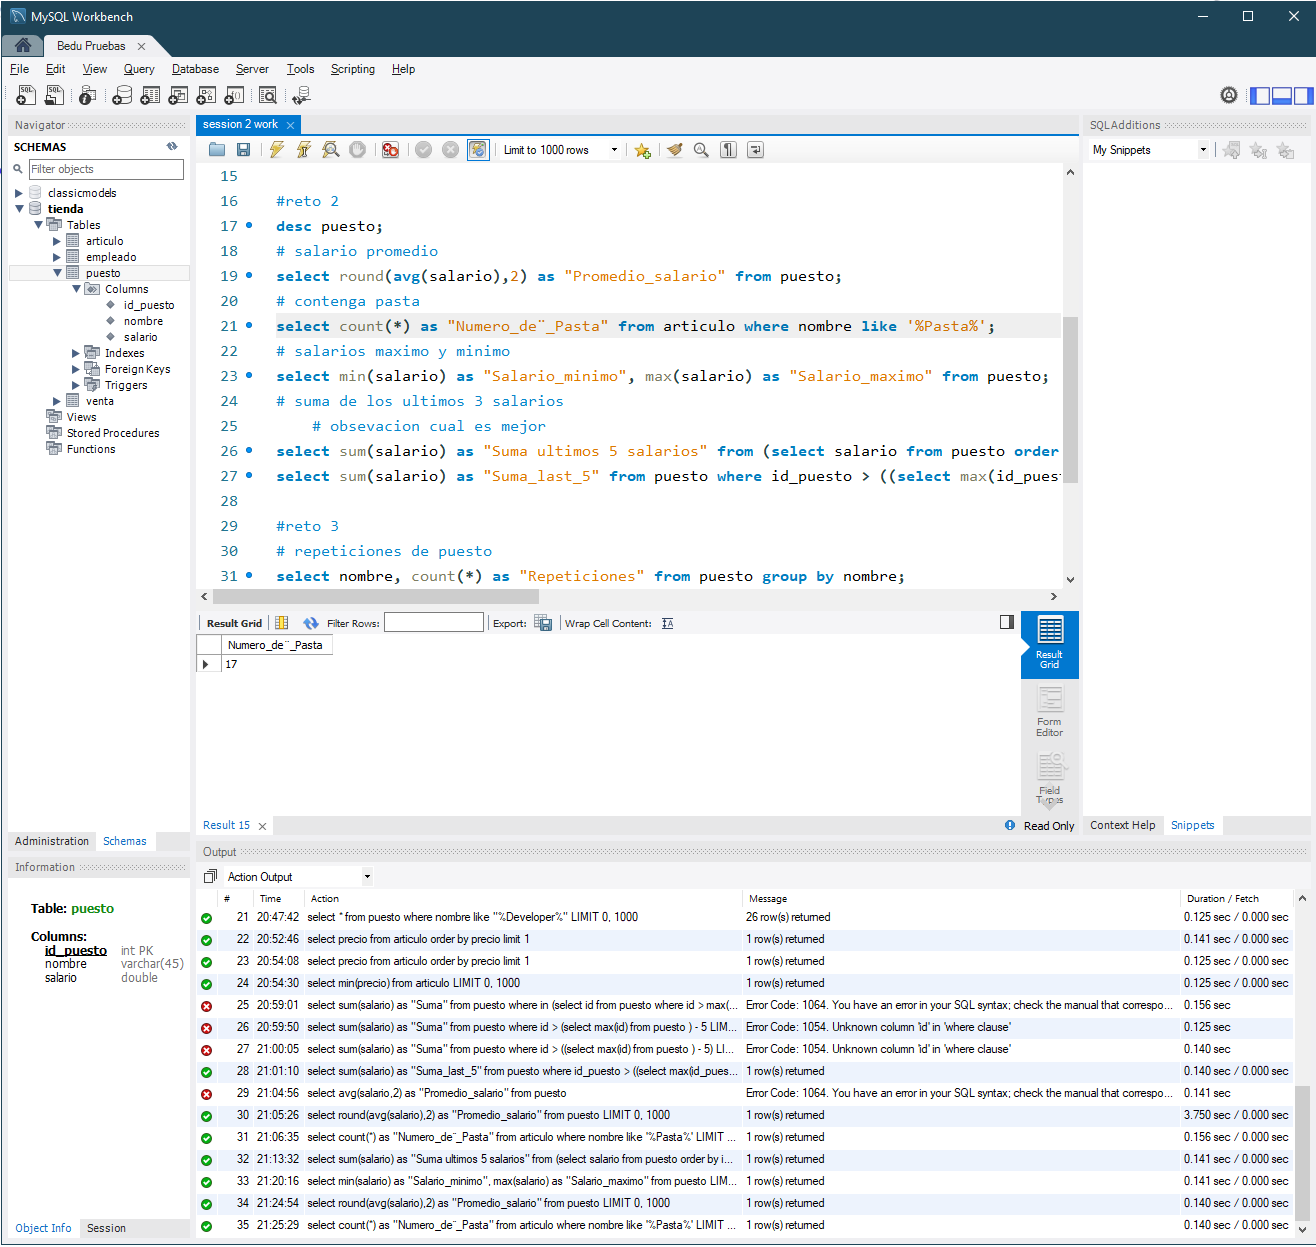 MySQL Workbench
Bedu Pruebas
File Edit View Query Database Server Tools Scripting Help
Navigator
SCHEMAS
Filter objects
classicmodels
tienda
Tables
articulo
empleado
puesto
Columns
id_puesto
nombre
salario
Indexes
Foreign Keys
Triggers
venta
Views
Stored Procedures
Functions
Administration Schemas
Information
Table: puesto
Columns:
id_puesto int PK
nombre varchar(45)
salario double
Object Info Session
session 2 work
Limit to 1000 rows
15
16 #reto 2
17 desc puesto;
18 # salario promedio
19 select round(avg(salario),2) as "Promedio_salario" from puesto;
20 # contenga pasta
21 select count(*) as "Numero_de¨_Pasta" from articulo where nombre like '%Pasta%';
22 # salarios maximo y minimo
23 select min(salario) as "Salario_minimo", max(salario) as "Salario_maximo" from puesto;
24 # suma de los ultimos 3 salarios
25 # obsevacion cual es mejor
26 select sum(salario) as "Suma ultimos 5 salarios" from (select salario from puesto order
27 select sum(salario) as "Suma_last_5" from puesto where id_puesto > ((select max(id_pues
28
29 #reto 3
30 # repeticiones de puesto
31 select nombre, count(*) as "Repeticiones" from puesto group by nombre;
Result Grid Filter Rows: Export: Wrap Cell Content:
Numero_de¨_Pasta
17
Result Grid
Form Editor
Field Types
Result 15
Read Only
SQLAdditions
My Snippets
Context Help Snippets
Output
Action Output
# Time Action Message Duration / Fetch
21 20:47:42 select * from puesto where nombre like "%Developer%" LIMIT 0, 1000 26 row(s) returned 0.125 sec / 0.000 sec
22 20:52:46 select precio from articulo order by precio limit 1 1 row(s) returned 0.141 sec / 0.000 sec
23 20:54:08 select precio from articulo order by precio limit 1 1 row(s) returned 0.125 sec / 0.000 sec
24 20:54:30 select min(precio) from articulo LIMIT 0, 1000 1 row(s) returned 0.125 sec / 0.000 sec
25 20:59:01 select sum(salario) as "Suma" from puesto where in (select id from puesto where id > max(... Error Code: 1064. You have an error in your SQL syntax; check the manual that correspo... 0.156 sec
26 20:59:50 select sum(salario) as "Suma" from puesto where id > (select max(id) from puesto ) - 5 LIM... Error Code: 1054. Unknown column 'id' in 'where clause' 0.125 sec
27 21:00:05 select sum(salario) as "Suma" from puesto where id > ((select max(id) from puesto ) - 5) LI... Error Code: 1054. Unknown column 'id' in 'where clause' 0.140 sec
28 21:01:10 select sum(salario) as "Suma_last_5" from puesto where id_puesto > ((select max(id_pues... 1 row(s) returned 0.140 sec / 0.000 sec
29 21:04:56 select avg(salario,2) as "Promedio_salario" from puesto Error Code: 1064. You have an error in your SQL syntax; check the manual that correspo... 0.141 sec
30 21:05:26 select round(avg(salario),2) as "Promedio_salario" from puesto LIMIT 0, 1000 1 row(s) returned 3.750 sec / 0.000 sec
31 21:06:35 select count(*) as "Numero_de¨_Pasta" from articulo where nombre like '%Pasta%' LIMIT ... 1 row(s) returned 0.156 sec / 0.000 sec
32 21:13:32 select sum(salario) as "Suma ultimos 5 salarios" from (select salario from puesto order by i... 1 row(s) returned 0.141 sec / 0.000 sec
33 21:20:16 select min(salario) as "Salario_minimo", max(salario) as "Salario_maximo" from puesto LIM... 1 row(s) returned 0.141 sec / 0.000 sec
34 21:24:54 select round(avg(salario),2) as "Promedio_salario" from puesto LIMIT 0, 1000 1 row(s) returned 0.140 sec / 0.000 sec
35 21:25:29 select count(*) as "Numero_de¨_Pasta" from articulo where nombre like '%Pasta%' LIMIT ... 1 row(s) returned 0.140 sec / 0.000 sec